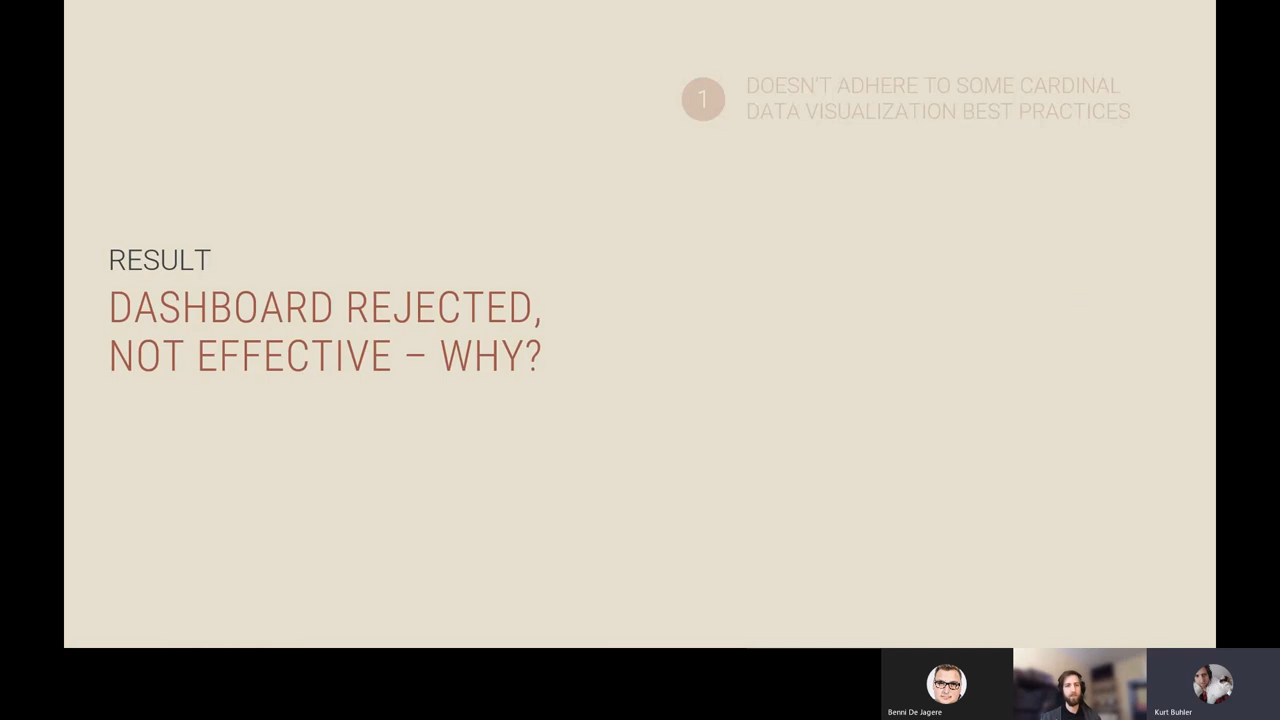 1
DOESN'T ADHERE TO SOME CARDINAL
DATA VISUALIZATION BEST PRACTICES
RESULT
DASHBOARD REJECTED,
NOT EFFECTIVE – WHY?
Benni De Jagere
Kurt Buhler